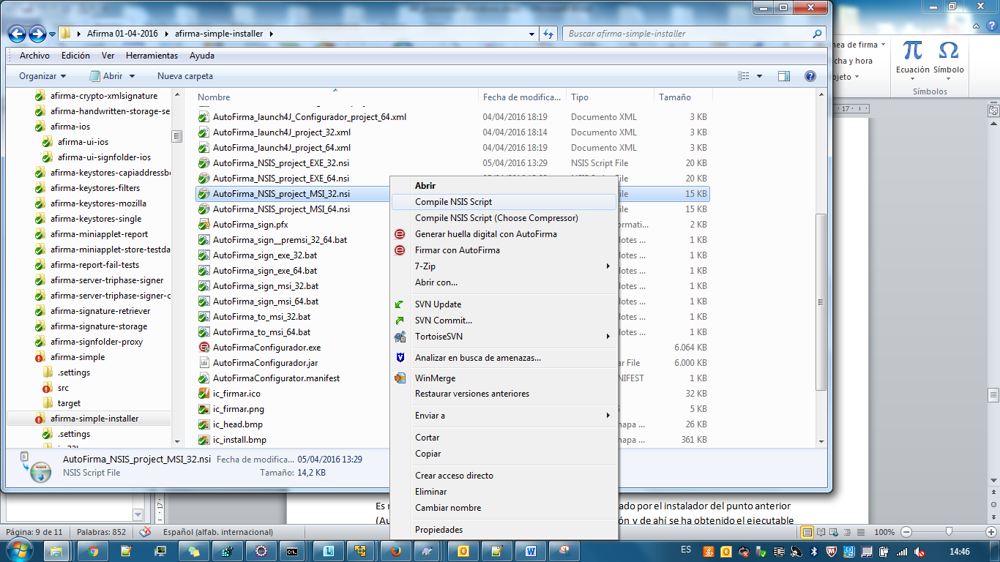 Afirma 01-04-2016 afirma-simple-installer
Buscar afirma-simple-installer
Archivo Edición Ver Herramientas Ayuda
Organizar Abrir Nueva carpeta
afirma-crypto-xmlsignature
afirma-handwritten-storage-se
afirma-ios
afirma-ui-ios
afirma-ui-signfolder-ios
afirma-keystores-capiaddressb
afirma-keystores-filters
afirma-keystores-mozilla
afirma-keystores-single
afirma-miniapplet-report
afirma-miniapplet-store-testda
afirma-report-fail-tests
afirma-server-triphase-signer
afirma-server-triphase-signer-c
afirma-signature-retriever
afirma-signature-storage
afirma-signfolder-proxy
afirma-simple
.settings
src
target
afirma-simple-installer
.settings
Nombre Fecha de modifica... Tipo Tamaño
AutoFirma_launch4J_Configurador_project_64.xml 04/04/2016 18:19 Documento XML 3 KB
AutoFirma_launch4J_project_32.xml 04/04/2016 18:14 Documento XML 3 KB
AutoFirma_launch4J_project_64.xml 04/04/2016 18:19 Documento XML 3 KB
AutoFirma_NSIS_project_EXE_32.nsi 05/04/2016 13:29 NSIS Script File 20 KB
AutoFirma_NSIS_project_EXE_64.nsi 20 KB
AutoFirma_NSIS_project_MSI_32.nsi ile 15 KB
AutoFirma_NSIS_project_MSI_64.nsi ile 15 KB
AutoFirma_sign.pfx ormati... 2 KB
AutoFirma_sign__premsi_32_64.bat lotes ... 1 KB
AutoFirma_sign_exe_32.bat lotes ... 1 KB
AutoFirma_sign_exe_64.bat lotes ... 1 KB
AutoFirma_sign_msi_32.bat lotes ... 1 KB
AutoFirma_sign_msi_64.bat lotes ... 1 KB
AutoFirma_to_msi_32.bat lotes ... 1 KB
AutoFirma_to_msi_64.bat lotes ... 1 KB
AutoFirmaConfigurador.exe 6.064 KB
AutoFirmaConfigurador.jar ar File 6.000 KB
AutoFirmaConfigurator.manifest NIFEST 1 KB
ic_firmar.ico 32 KB
ic_firmar.png 5 KB
ic_head.bmp mapa ... 26 KB
ic_install.bmp mapa ... 361 KB
Abrir
Compile NSIS Script
Compile NSIS Script (Choose Compressor)
Generar huella digital con AutoFirma
Firmar con AutoFirma
7-Zip
Abrir con...
SVN Update
SVN Commit...
TortoiseSVN
Analizar en busca de amenazas...
WinMerge
Restaurar versiones anteriores
Enviar a
Cortar
Copiar
Crear acceso directo
Eliminar
Cambiar nombre
Propiedades
AutoFirma_NSIS_project_MSI_32.nsi Fecha de modifica... 05/04/2016 13:29
NSIS Script File Tamaño: 14,2 KB
nea de firma
cha y hora
jeto
Ecuación Símbolo
Símbolos
17
17
Es ado por el instalador del punto anterior
(Au ón y de ahí se ha obtenido el ejecutable
Página: 9 de 11 Palabras: 852 Español (alfab. internacional) 100%
ES 14:46